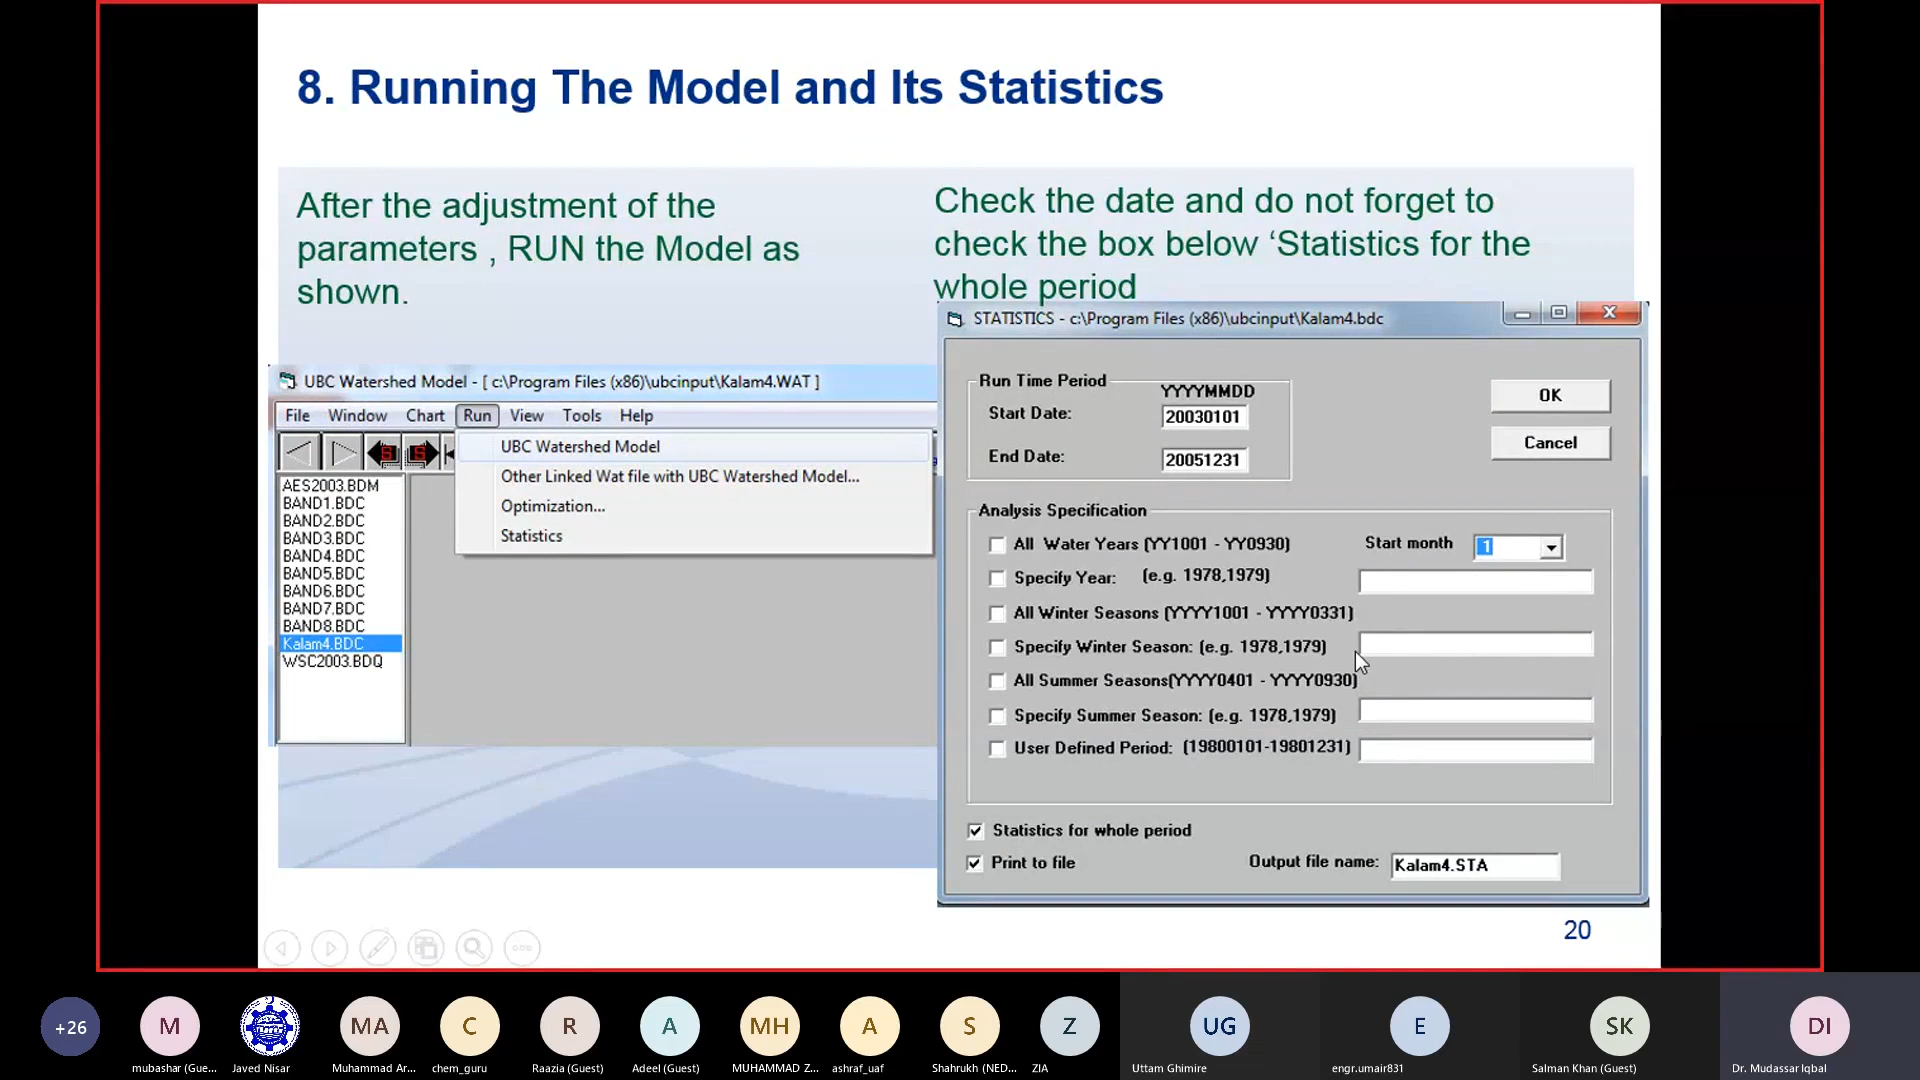 8. Running The Model and Its Statistics
After the adjustment of the
parameters , RUN the Model as
shown.
Check the date and do not forget to
check the box below ‘Statistics for the
whole period
UBC Watershed Model - [ c:\Program Files (x86)\ubcinput\Kalam4.WAT ]
File Window Chart Run View Tools Help
UBC Watershed Model
Other Linked Wat file with UBC Watershed Model...
Optimization...
Statistics
AES2003.BDM
BAND1.BDC
BAND2.BDC
BAND3.BDC
BAND4.BDC
BAND5.BDC
BAND6.BDC
BAND7.BDC
BAND8.BDC
Kalam4.BDC
WSC2003.BDQ
STATISTICS - c:\Program Files (x86)\ubcinput\Kalam4.bdc
Run Time Period
YYYYMMDD
Start Date: 20030101
End Date: 20051231
OK
Cancel
Analysis Specification
All Water Years (YY1001 - YY0930) Start month 1
Specify Year: (e.g. 1978,1979)
All Winter Seasons (YYYY1001 - YYYY0331)
Specify Winter Season: (e.g. 1978,1979)
All Summer Seasons(YYYY0401 - YYYY0930)
Specify Summer Season: (e.g. 1978,1979)
User Defined Period: (19800101-19801231)
Statistics for whole period
Print to file Output file name: Kalam4.STA
20
+26 M MA C R A MH A S Z UG E SK DI
mubashar (Gue... Javed Nisar Muhammad Ar... chem_guru Raazia (Guest) Adeel (Guest) MUHAMMAD Z... ashraf_uaf Shahrukh (NED... ZIA Uttam Ghimire engr.umair831 Salman Khan (Guest) Dr. Mudassar Iqbal